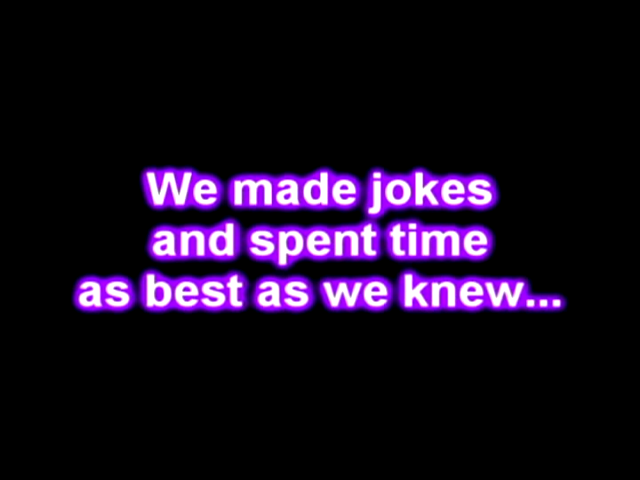 We made jokes
and spent time
as best as we knew...